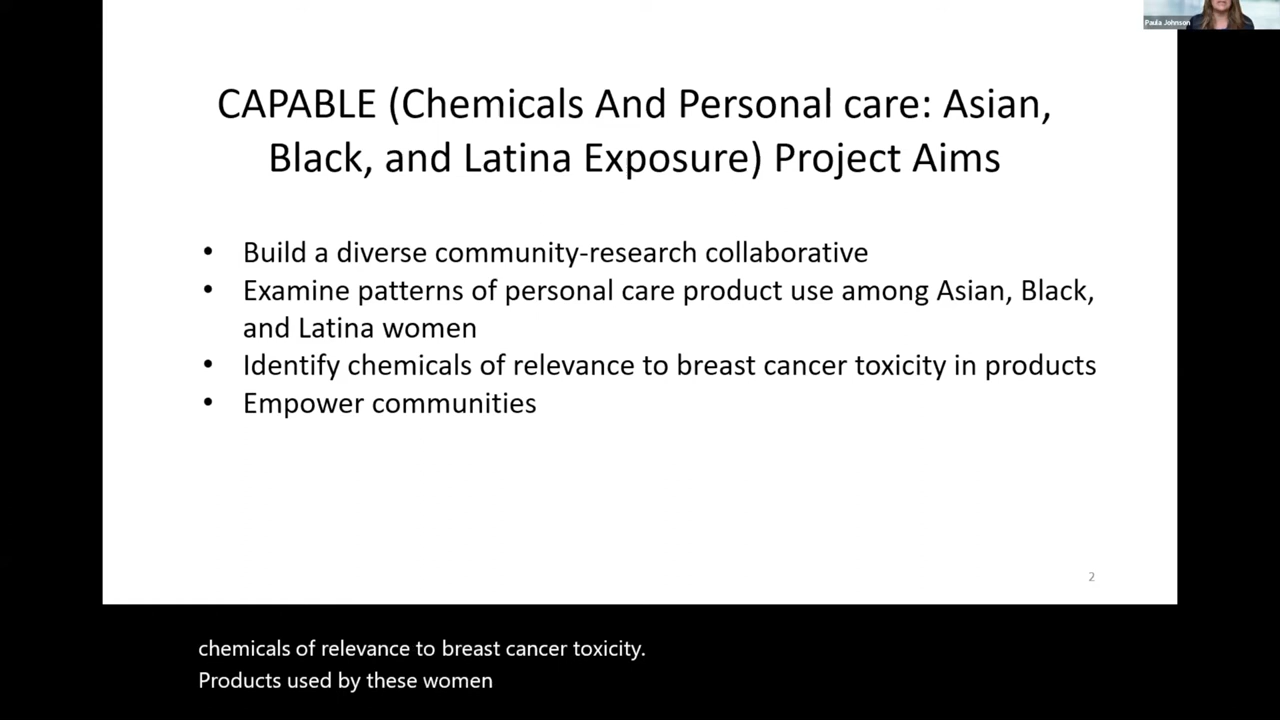 Paula Johnson
CAPABLE (Chemicals And Personal care: Asian,
Black, and Latina Exposure) Project Aims
• Build a diverse community-research collaborative
• Examine patterns of personal care product use among Asian, Black,
and Latina women
• Identify chemicals of relevance to breast cancer toxicity in products
• Empower communities
2
chemicals of relevance to breast cancer toxicity.
Products used by these women